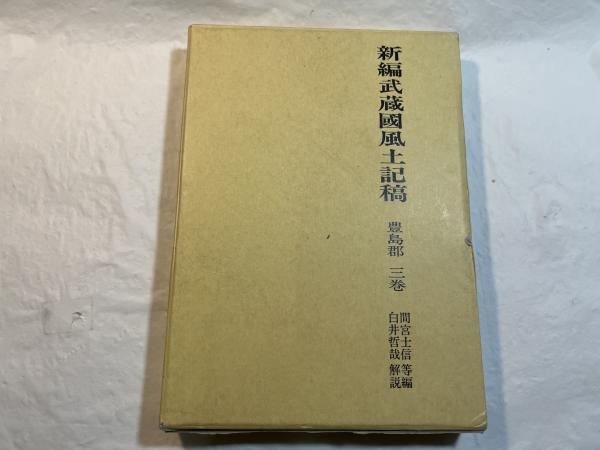 新編武蔵國風土記稿
豊島郡 三巻
間宮士信 等編
白井哲哉 解説